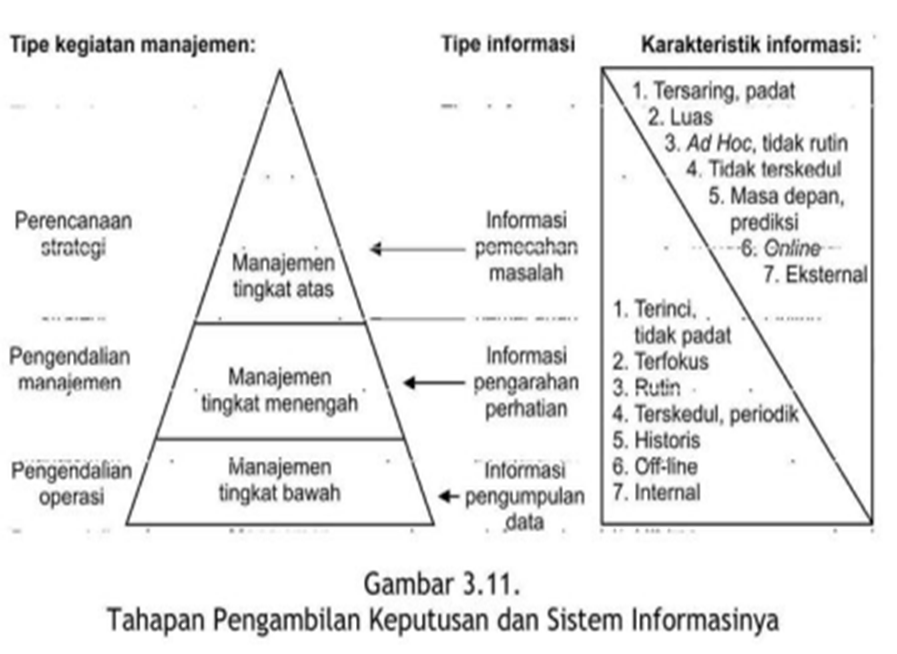 Tipe kegiatan manajemen:
Tipe informasi
Karakteristik informasi:
Perencanaan
strategi
Manajemen
tingkat atas
Informasi
pemecahan
masalah
1. Tersaring, padat
2. Luas
3. Ad Hoc, tidak rutin
4. Tidak terskedul
5. Masa depan,
prediksi
6. Online
7. Eksternal
Pengendalian
manajemen
Manajemen
tingkat menengah
Informasi
pengarahan
perhatian
Pengendalian
operasi
Manajemen
tingkat bawah
Informasi
pengumpulan
data
1. Terinci,
tidak padat
2. Terfokus
3. Rutin
4. Terskedul, periodik
5. Historis
6. Off-line
7. Internal
Gambar 3.11.
Tahapan Pengambilan Keputusan dan Sistem Informasinya